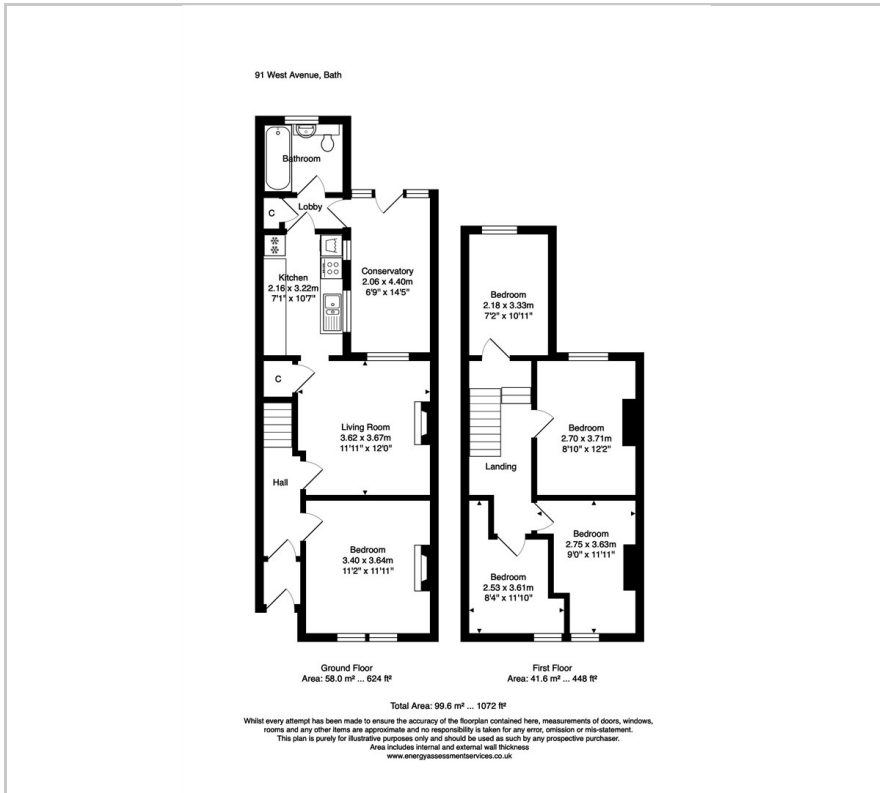 91 West Avenue, Bath
Bathroom
Lobby
C
Kitchen
2.16 x 3.22m
7'1" x 10'7"
Conservatory
2.06 x 4.40m
6'9" x 14'5"
C
Living Room
3.62 x 3.67m
11'11" x 12'0"
Hall
Bedroom
3.40 x 3.64m
11'2" x 11'11"
Bedroom
2.18 x 3.33m
7'2" x 10'11"
Bedroom
2.70 x 3.71m
8'10" x 12'2"
Landing
Bedroom
2.75 x 3.63m
9'0" x 11'11"
Bedroom
2.53 x 3.61m
8'4" x 11'10"
Ground Floor
Area: 58.0 m² ... 624 ft²
First Floor
Area: 41.6 m² ... 448 ft²
Total Area: 99.6 m² ... 1072 ft²
Whilst every attempt has been made to ensure the accuracy of the floorplan contained here, measurements of doors, windows,
rooms and any other items are approximate and no responsibility is taken for any error, omission or mis-statement.
This plan is purely for illustrative purposes only and should be used as such by any prospective purchaser.
Area includes internal and external wall thickness
www.energyassessmentservices.co.uk